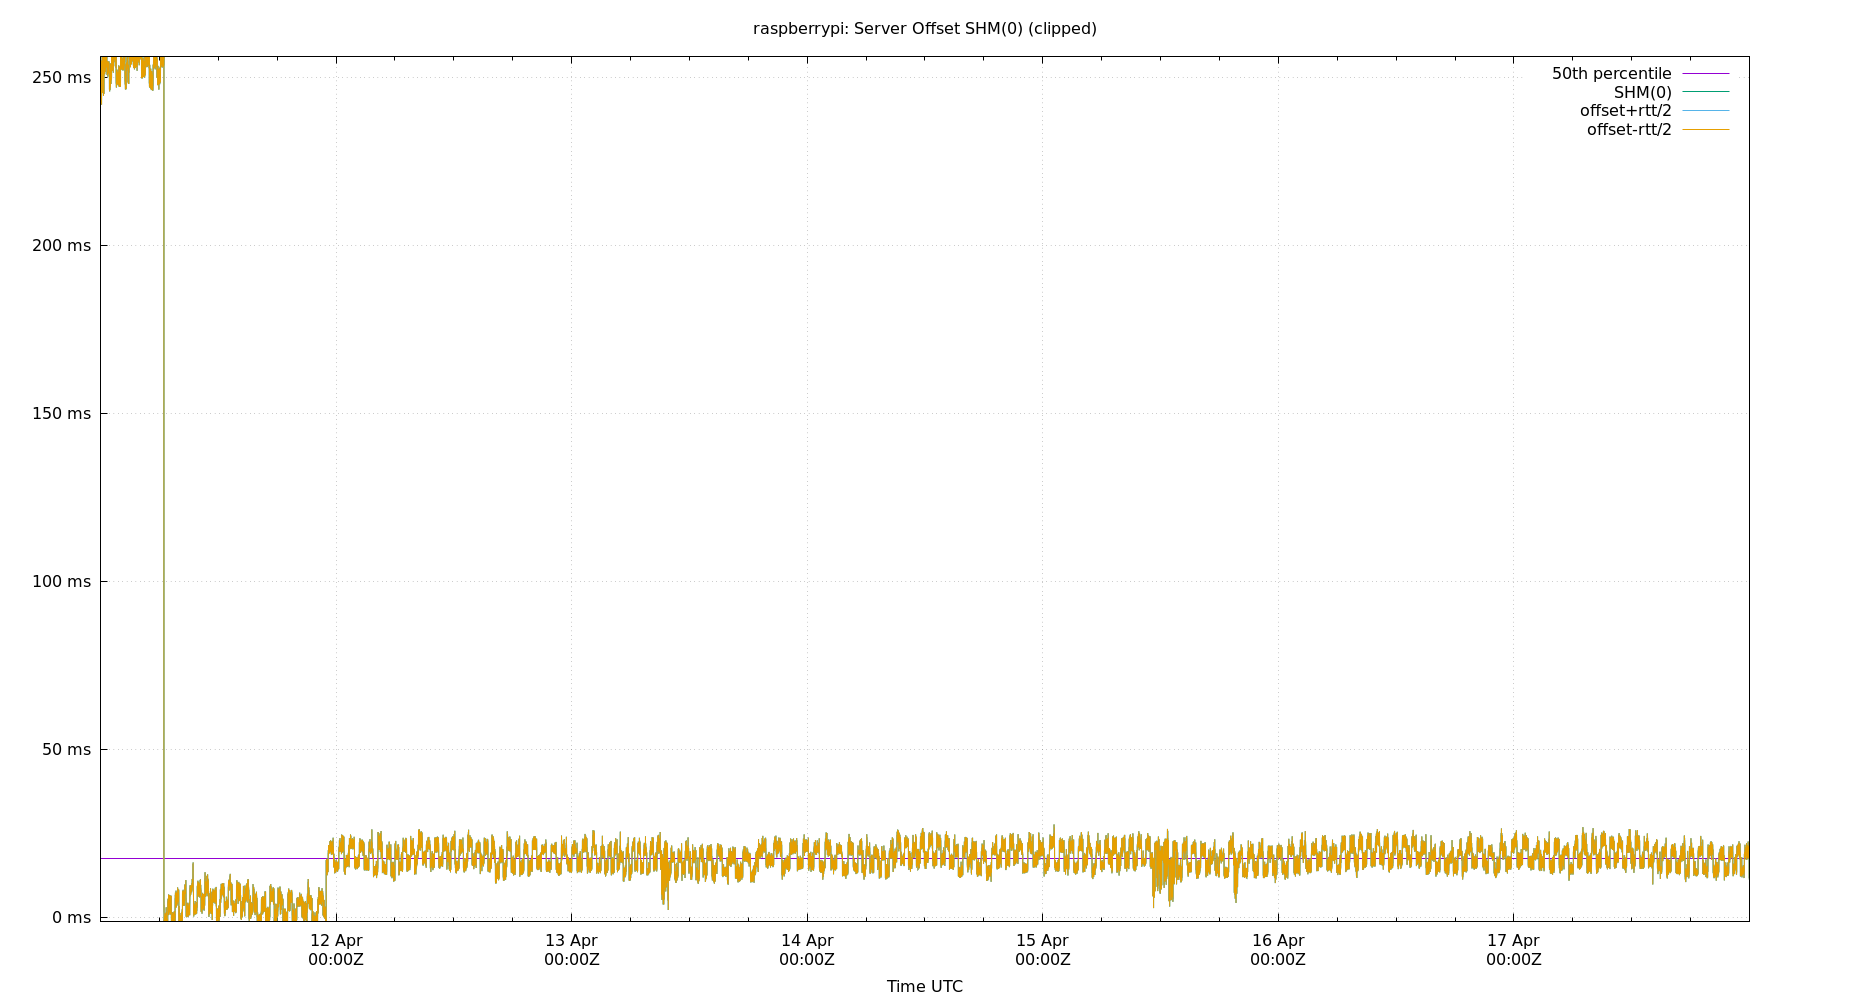 raspberrypi: Server Offset SHM(0) (clipped)
50th percentile
SHM(0)
offset+rtt/2
offset-rtt/2
250 ms
200 ms
150 ms
100 ms
50 ms
0 ms
12 Apr 13 Apr 14 Apr 15 Apr 16 Apr 17 Apr
00:00Z 00:00Z 00:00Z 00:00Z 00:00Z 00:00Z
Time UTC